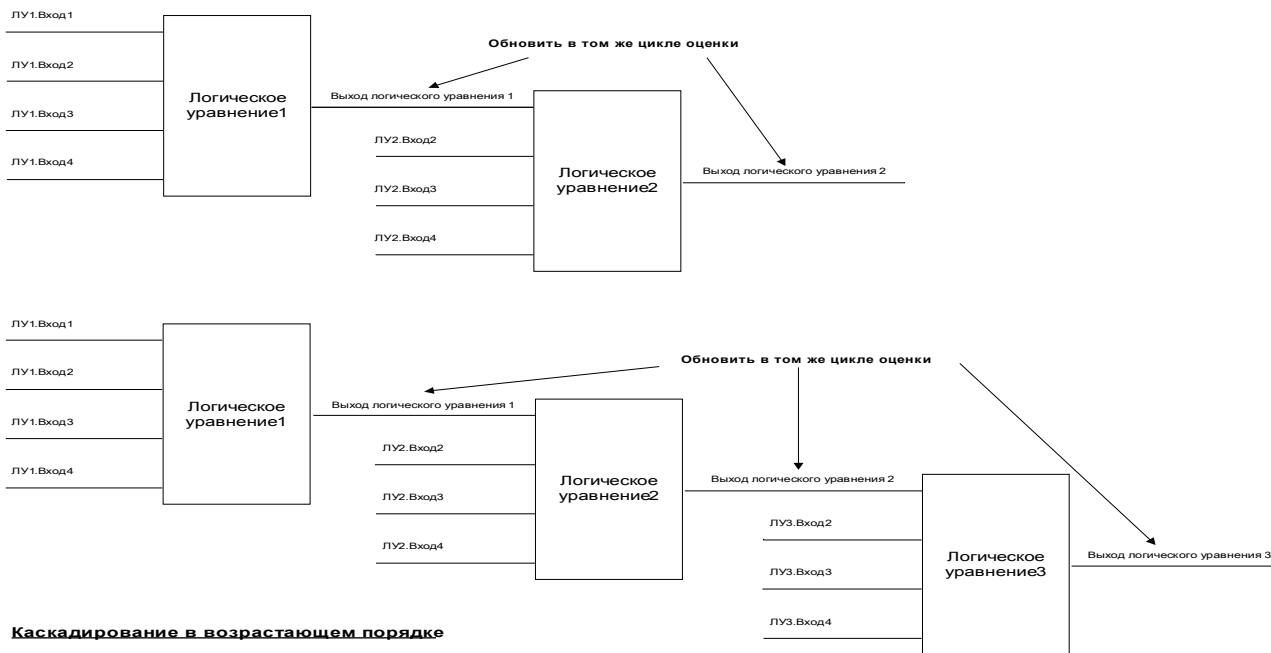 ЛУ1.Вход1
Обновить в том же цикле оценки
ЛУ1.Вход2
Логическое
уравнение1
Выход логического уравнения 1
ЛУ1.Вход3
ЛУ2.Вход2
ЛУ1.Вход4
Логическое
уравнение2
Выход логического уравнения 2
ЛУ2.Вход3
ЛУ2.Вход4
ЛУ1.Вход1
Обновить в том же цикле оценки
ЛУ1.Вход2
Логическое
уравнение1
Выход логического уравнения 1
ЛУ1.Вход3
ЛУ2.Вход2
ЛУ1.Вход4
Логическое
уравнение2
Выход логического уравнения 2
ЛУ2.Вход3
ЛУ3.Вход2
ЛУ2.Вход4
Логическое
уравнение3
Выход логического уравнения 3
ЛУ3.Вход3
ЛУ3.Вход4
Каскадирование в возрастающем порядке